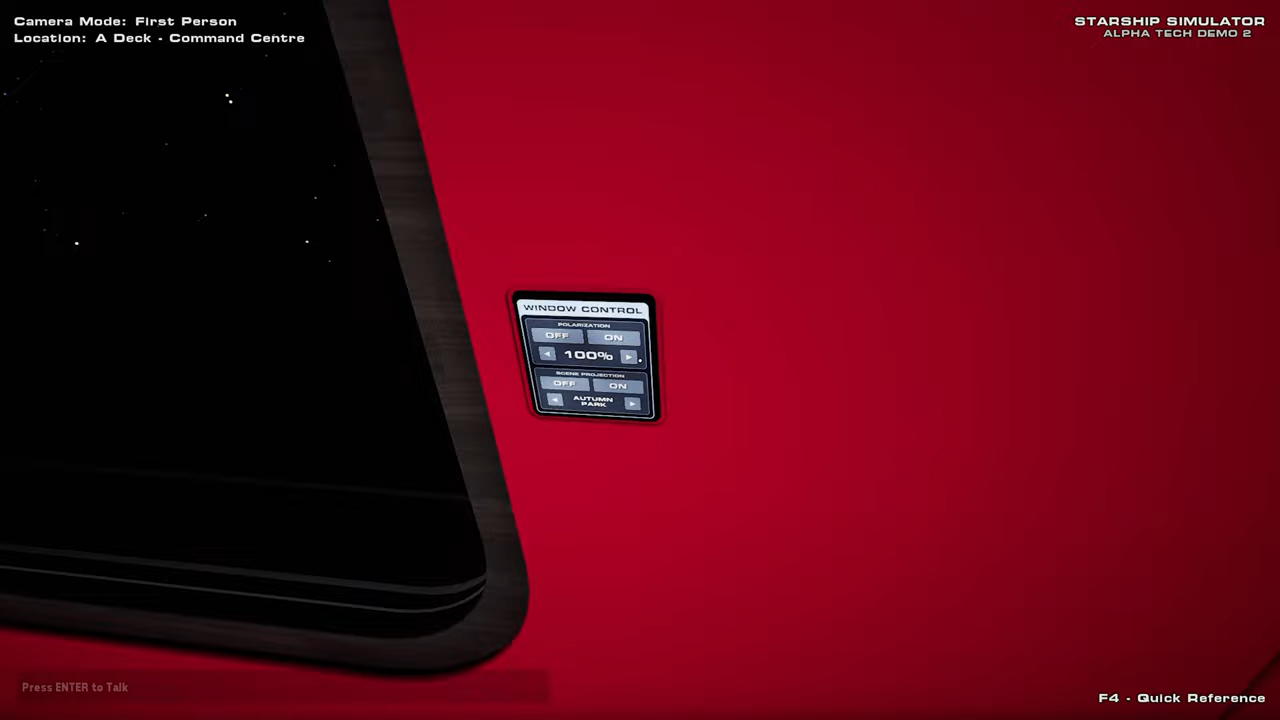 Camera Mode: First Person
Location: A Deck - Command Centre
STARSHIP SIMULATOR
ALPHA TECH DEMO 2
WINDOW CONTROL
POLARIZATION
OFF ON
◀ 100% ▶
SCENE PROJECTION
OFF ON
◀ AUTUMN PARK ▶
Press ENTER to Talk
F4 - Quick Reference